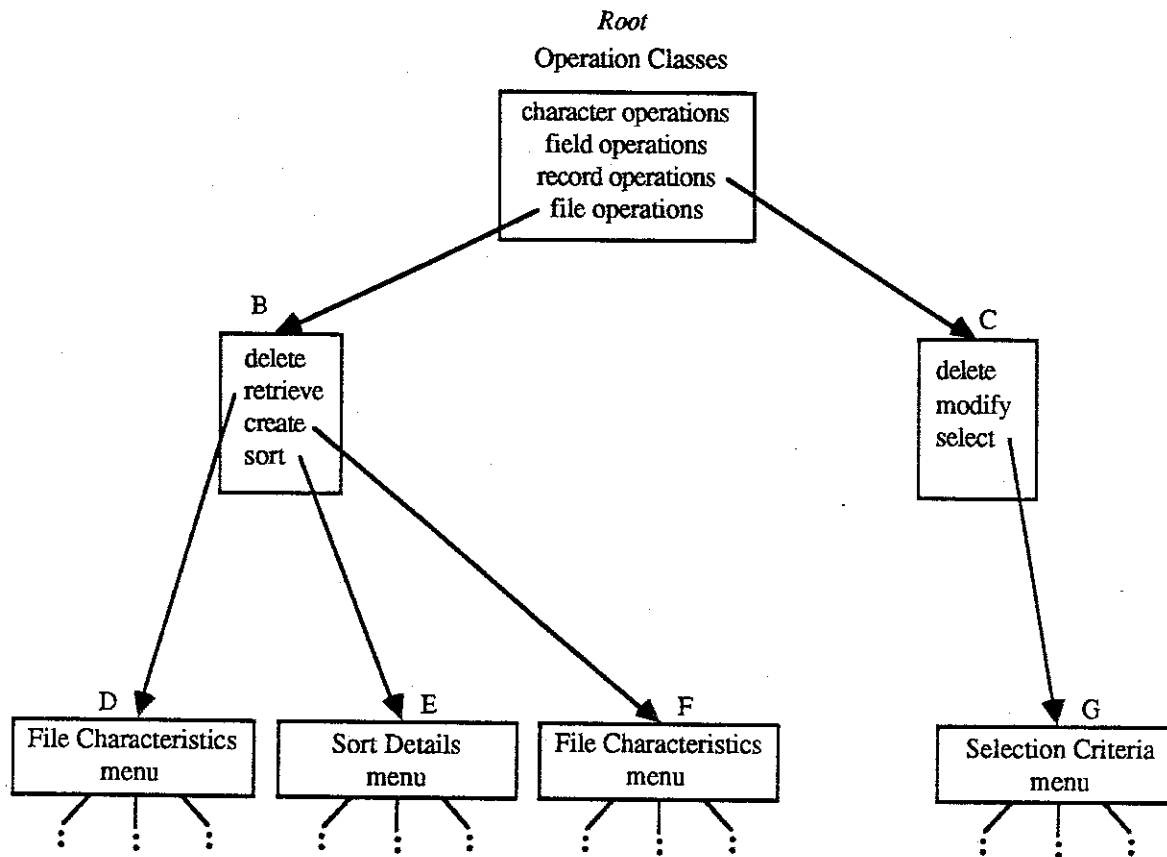 Root
Operation Classes
character operations
field operations
record operations
file operations
B
delete
retrieve
create
sort
C
delete
modify
select
D
File Characteristics
menu
E
Sort Details
menu
F
File Characteristics
menu
G
Selection Criteria
menu